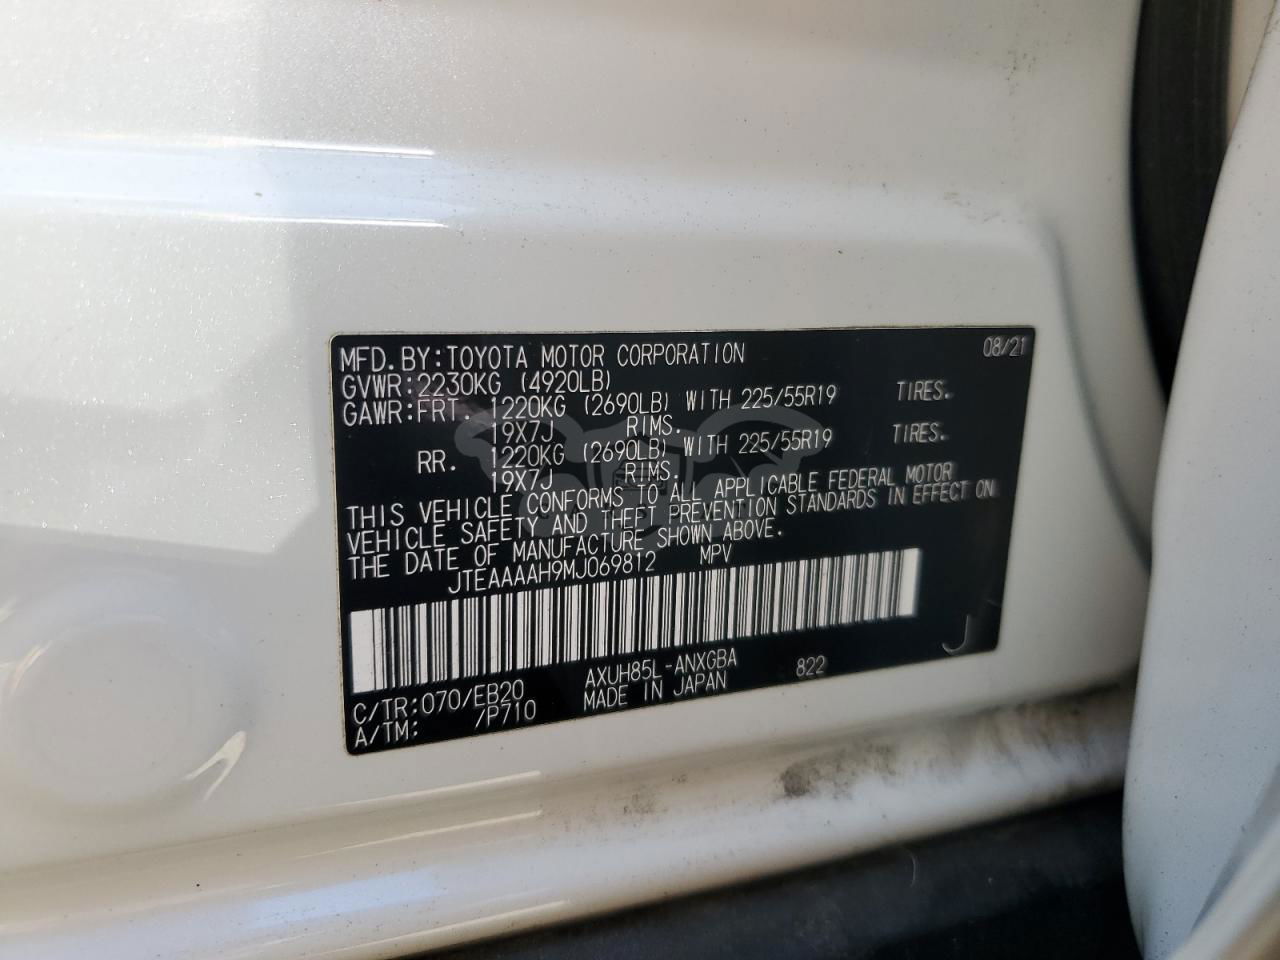 MFD. BY: TOYOTA MOTOR CORPORATION 08/21
GVWR: 2230KG (4920LB)
GAWR: FRT. 1220KG (2690LB) WITH 225/55R19 TIRES.
19X7J RIMS.
RR. 1220KG (2690LB) WITH 225/55R19 TIRES.
19X7J RIMS.
THIS VEHICLE CONFORMS TO ALL APPLICABLE FEDERAL MOTOR
VEHICLE SAFETY AND THEFT PREVENTION STANDARDS IN EFFECT ON
THE DATE OF MANUFACTURE SHOWN ABOVE.
JTEAAAAH9MJ069812 MPV
J
C/TR: 070/EB20 AXUH85L-ANXGBA 822
A/TM: /P710 MADE IN JAPAN